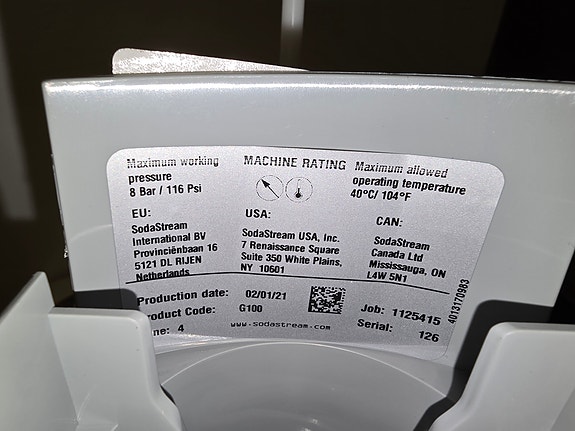 Maximum working
pressure
8 Bar / 116 Psi
MACHINE RATING
Maximum allowed
operating temperature
40°C/ 104°F
EU:
SodaStream
International BV
Provinciënbaan 16
5121 DL RIJEN
Netherlands
USA:
SodaStream USA, Inc.
7 Renaissance Square
Suite 350 White Plains,
NY 10601
CAN:
SodaStream
Canada Ltd
Mississauga, ON
L4W 5N1
Production date: 02/01/21
Product Code: G100
4
www.sodastream.com
Job: 1125415
Serial: 126
4013170983